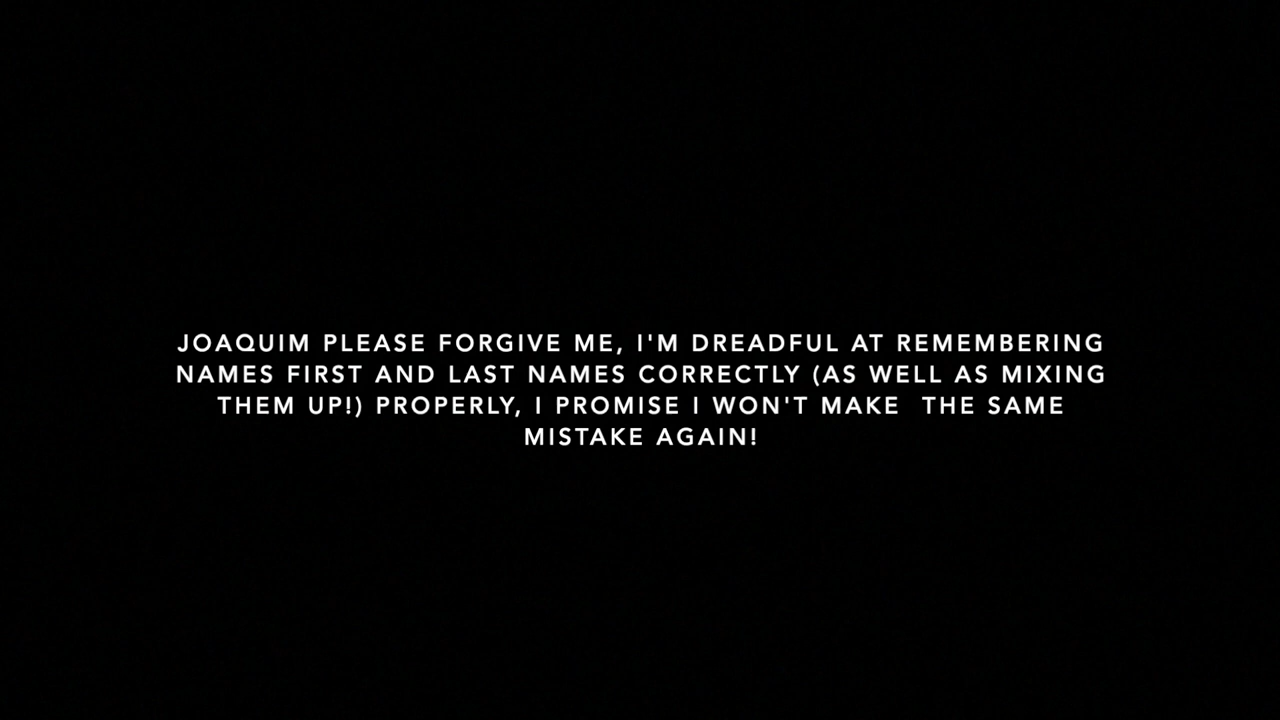 JOAQUIM PLEASE FORGIVE ME, I'M DREADFUL AT REMEMBERING
NAMES FIRST AND LAST NAMES CORRECTLY (AS WELL AS MIXING
THEM UP!) PROPERLY, I PROMISE I WON'T MAKE  THE SAME
MISTAKE AGAIN!